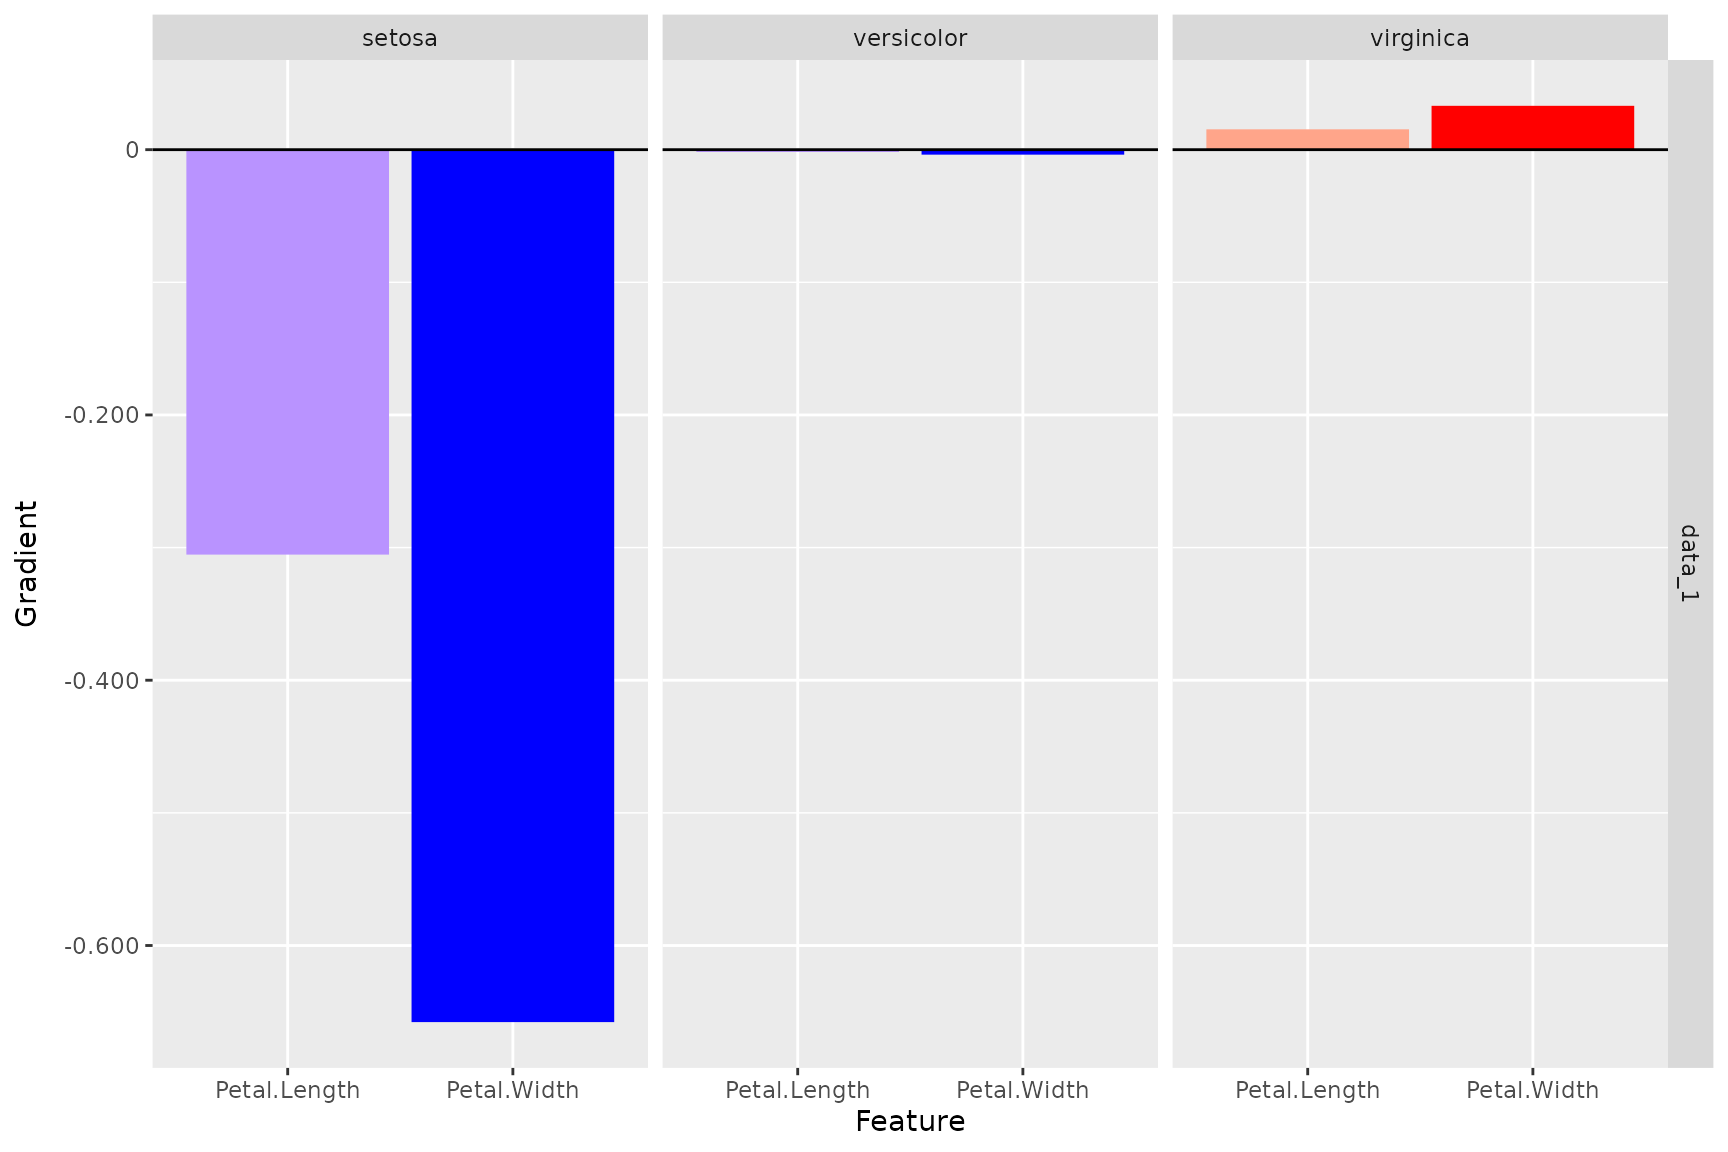 setosa
versicolor
virginica
0
-0.200
-0.400
-0.600
Gradient
data_1
Petal.Length
Petal.Width
Petal.Length
Petal.Width
Petal.Length
Petal.Width
Feature